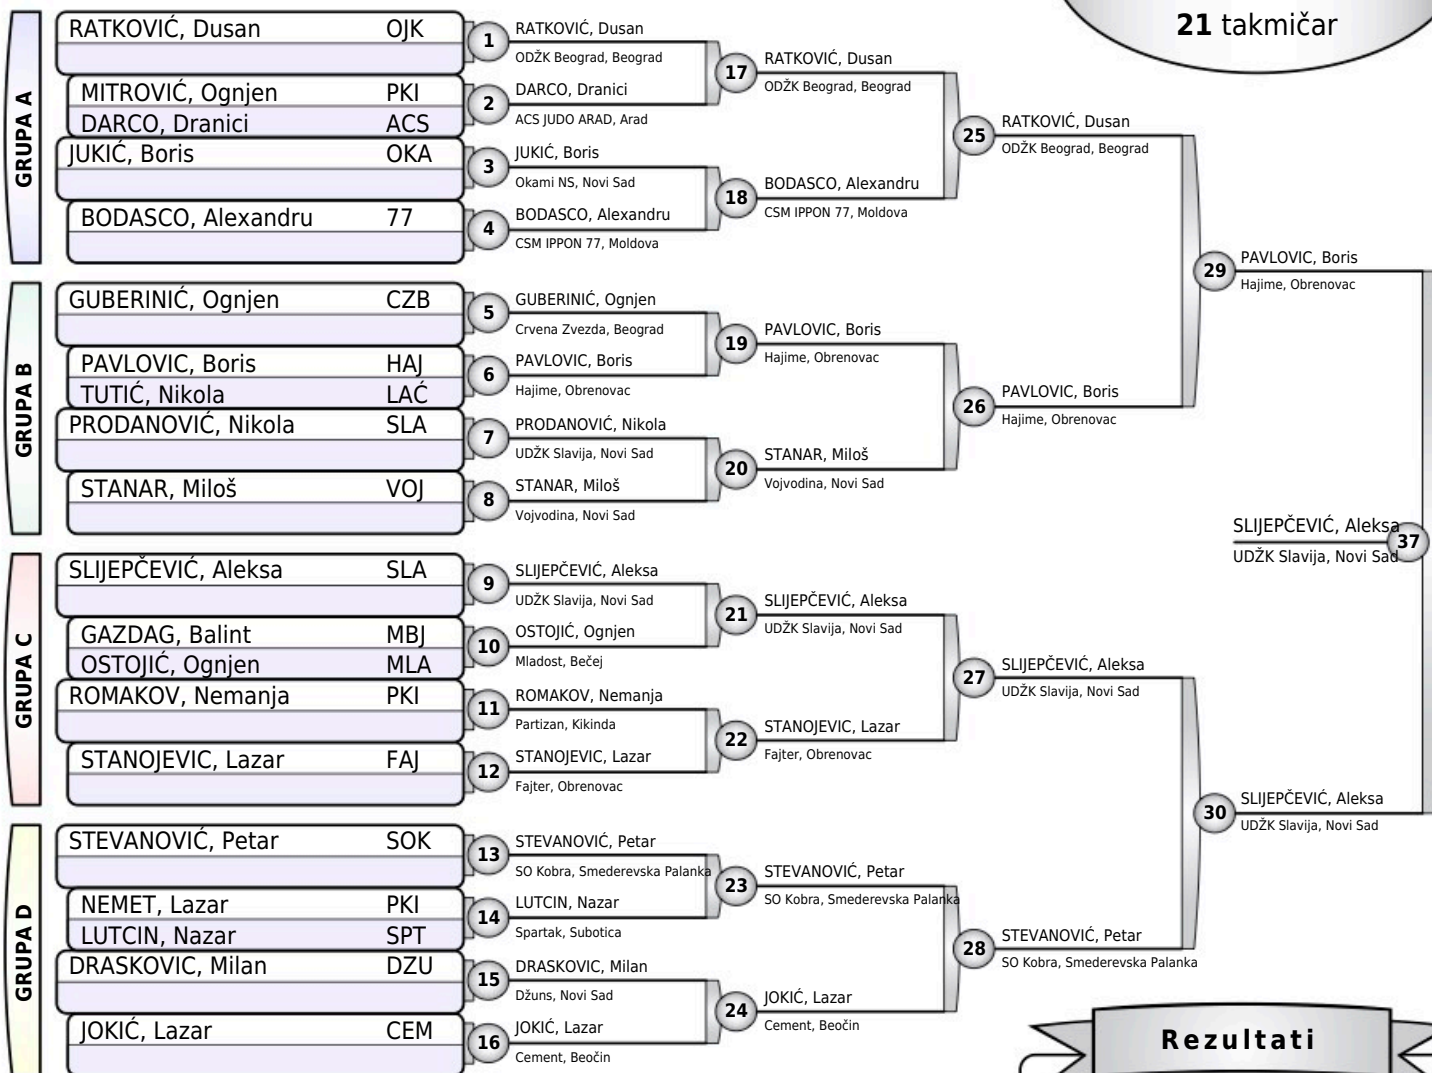 21 takmičar
GRUPA A
RATKOVIĆ, Dusan OJK
MITROVIĆ, Ognjen PKI
DARCO, Dranici ACS
JUKIĆ, Boris OKA
BODASCO, Alexandru 77
GRUPA B
GUBERINIĆ, Ognjen CZB
PAVLOVIC, Boris HAJ
TUTIĆ, Nikola LAĆ
PRODANOVIĆ, Nikola SLA
STANAR, Miloš VOJ
GRUPA C
SLIJEPČEVIĆ, Aleksa SLA
GAZDAG, Balint MBJ
OSTOJIĆ, Ognjen MLA
ROMAKOV, Nemanja PKI
STANOJEVIC, Lazar FAJ
GRUPA D
STEVANOVIĆ, Petar SOK
NEMET, Lazar PKI
LUTCIN, Nazar SPT
DRASKOVIC, Milan DZU
JOKIĆ, Lazar CEM
1 RATKOVIĆ, Dusan
ODŽK Beograd, Beograd
2 DARCO, Dranici
ACS JUDO ARAD, Arad
3 JUKIĆ, Boris
Okami NS, Novi Sad
4 BODASCO, Alexandru
CSM IPPON 77, Moldova
5 GUBERINIĆ, Ognjen
Crvena Zvezda, Beograd
6 PAVLOVIC, Boris
Hajime, Obrenovac
7 PRODANOVIĆ, Nikola
UDŽK Slavija, Novi Sad
8 STANAR, Miloš
Vojvodina, Novi Sad
9 SLIJEPČEVIĆ, Aleksa
UDŽK Slavija, Novi Sad
10 OSTOJIĆ, Ognjen
Mladost, Bečej
11 ROMAKOV, Nemanja
Partizan, Kikinda
12 STANOJEVIC, Lazar
Fajter, Obrenovac
13 STEVANOVIĆ, Petar
SO Kobra, Smederevska Palanka
14 LUTCIN, Nazar
Spartak, Subotica
15 DRASKOVIC, Milan
Džuns, Novi Sad
16 JOKIĆ, Lazar
Cement, Beočin
17 RATKOVIĆ, Dusan
ODŽK Beograd, Beograd
18 BODASCO, Alexandru
CSM IPPON 77, Moldova
19 PAVLOVIC, Boris
Hajime, Obrenovac
20 STANAR, Miloš
Vojvodina, Novi Sad
21 SLIJEPČEVIĆ, Aleksa
UDŽK Slavija, Novi Sad
22 STANOJEVIC, Lazar
Fajter, Obrenovac
23 STEVANOVIĆ, Petar
SO Kobra, Smederevska Palanka
24 JOKIĆ, Lazar
Cement, Beočin
25 RATKOVIĆ, Dusan
ODŽK Beograd, Beograd
26 PAVLOVIC, Boris
Hajime, Obrenovac
27 SLIJEPČEVIĆ, Aleksa
UDŽK Slavija, Novi Sad
28 STEVANOVIĆ, Petar
SO Kobra, Smederevska Palanka
29 PAVLOVIC, Boris
Hajime, Obrenovac
30 SLIJEPČEVIĆ, Aleksa
UDŽK Slavija, Novi Sad
SLIJEPČEVIĆ, Aleksa 37
UDŽK Slavija, Novi Sad
Rezultati